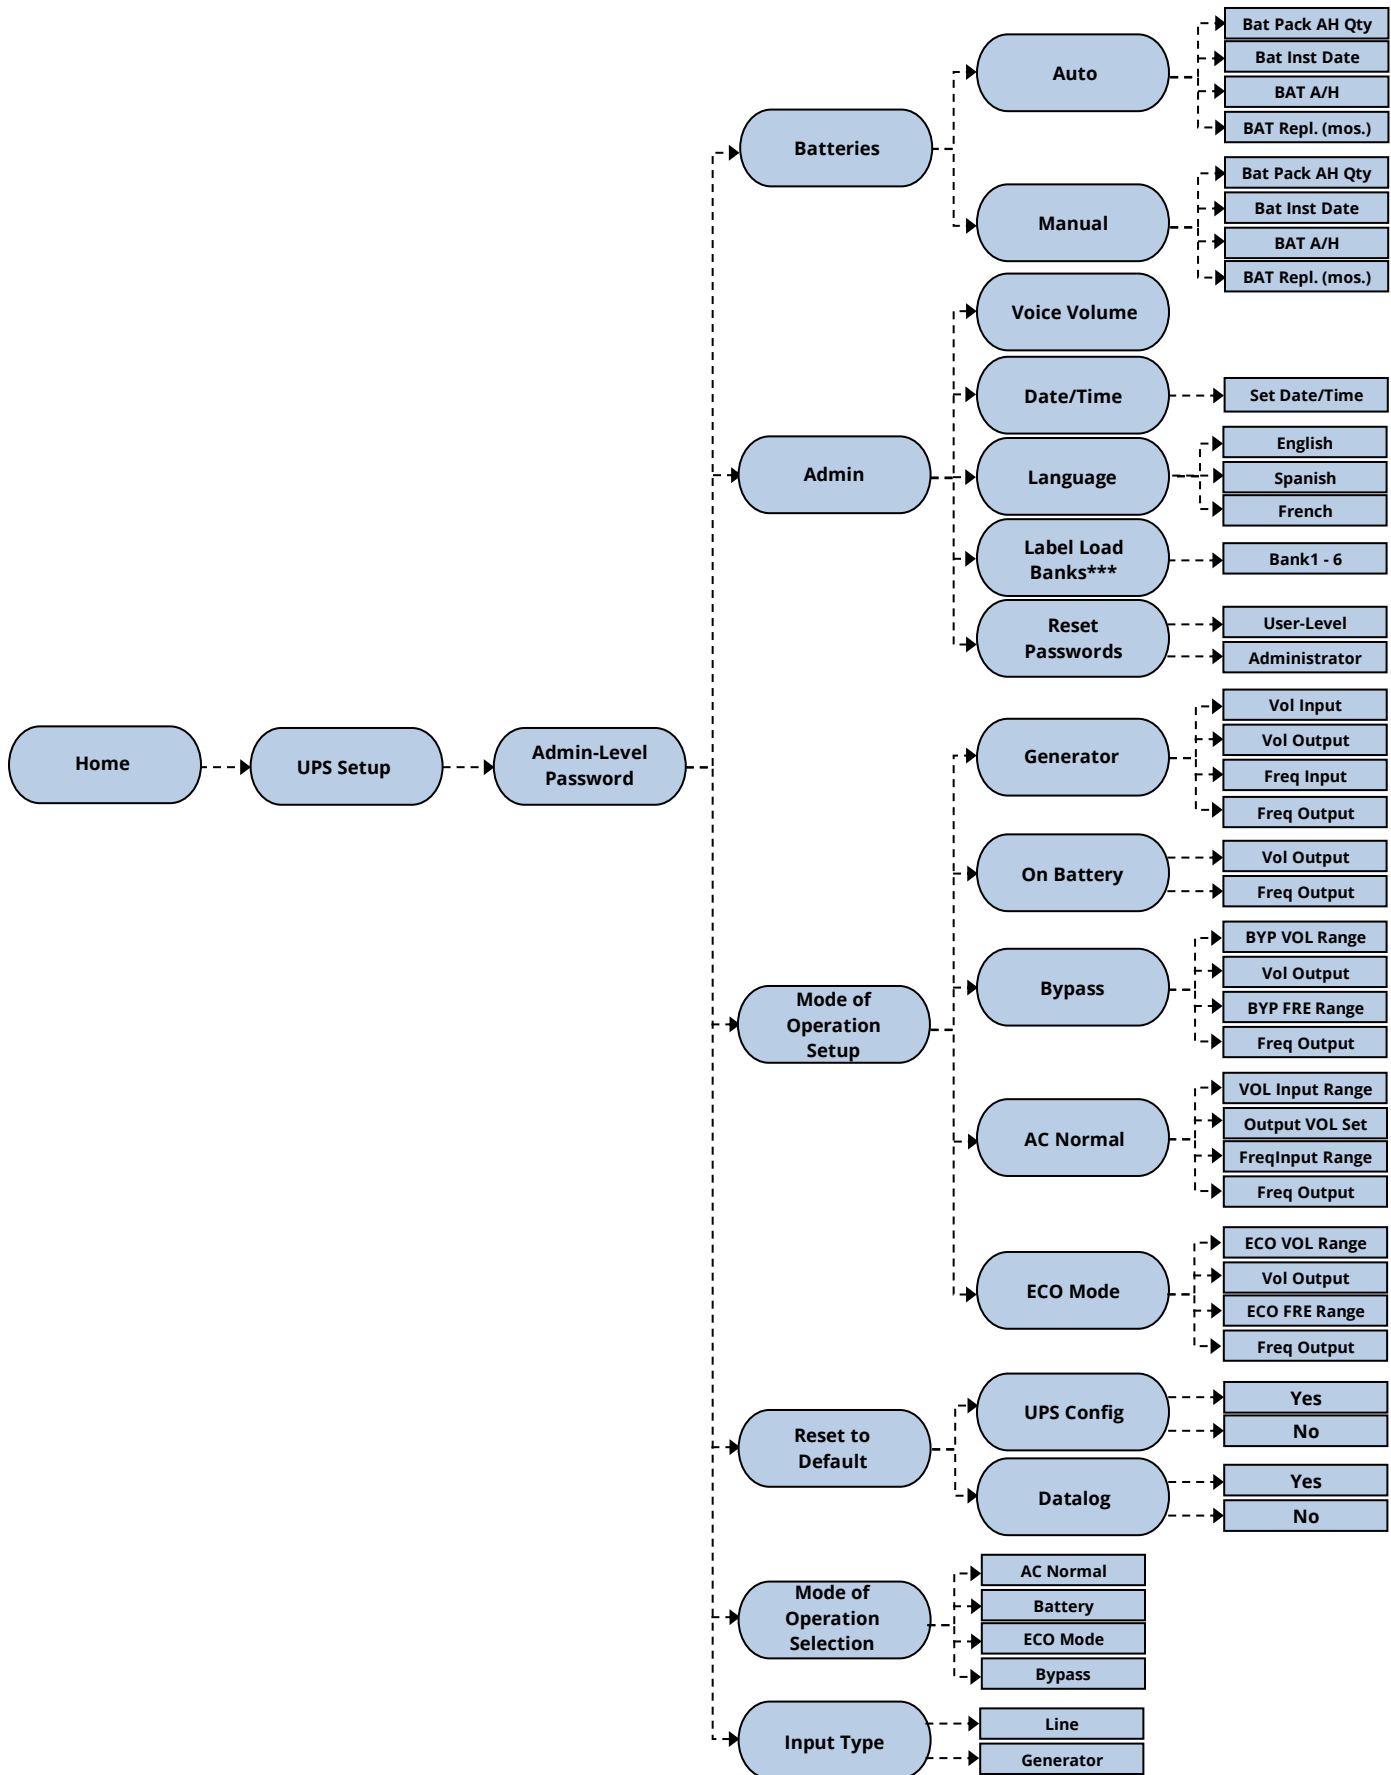 Home
UPS Setup
Admin-Level
Password
Batteries
Auto
Bat Pack AH Qty
Bat Inst Date
BAT A/H
BAT Repl. (mos.)
Manual
Bat Pack AH Qty
Bat Inst Date
BAT A/H
BAT Repl. (mos.)
Admin
Voice Volume
Date/Time
Set Date/Time
Language
English
Spanish
French
Label Load
Banks***
Bank1 - 6
Reset
Passwords
User-Level
Administrator
Mode of
Operation
Setup
Generator
Vol Input
Vol Output
Freq Input
Freq Output
On Battery
Vol Output
Freq Output
Bypass
BYP VOL Range
Vol Output
BYP FRE Range
Freq Output
AC Normal
VOL Input Range
Output VOL Set
FreqInput Range
Freq Output
ECO Mode
ECO VOL Range
Vol Output
ECO FRE Range
Freq Output
Reset to
Default
UPS Config
Yes
No
Datalog
Yes
No
Mode of
Operation
Selection
AC Normal
Battery
ECO Mode
Bypass
Input Type
Line
Generator